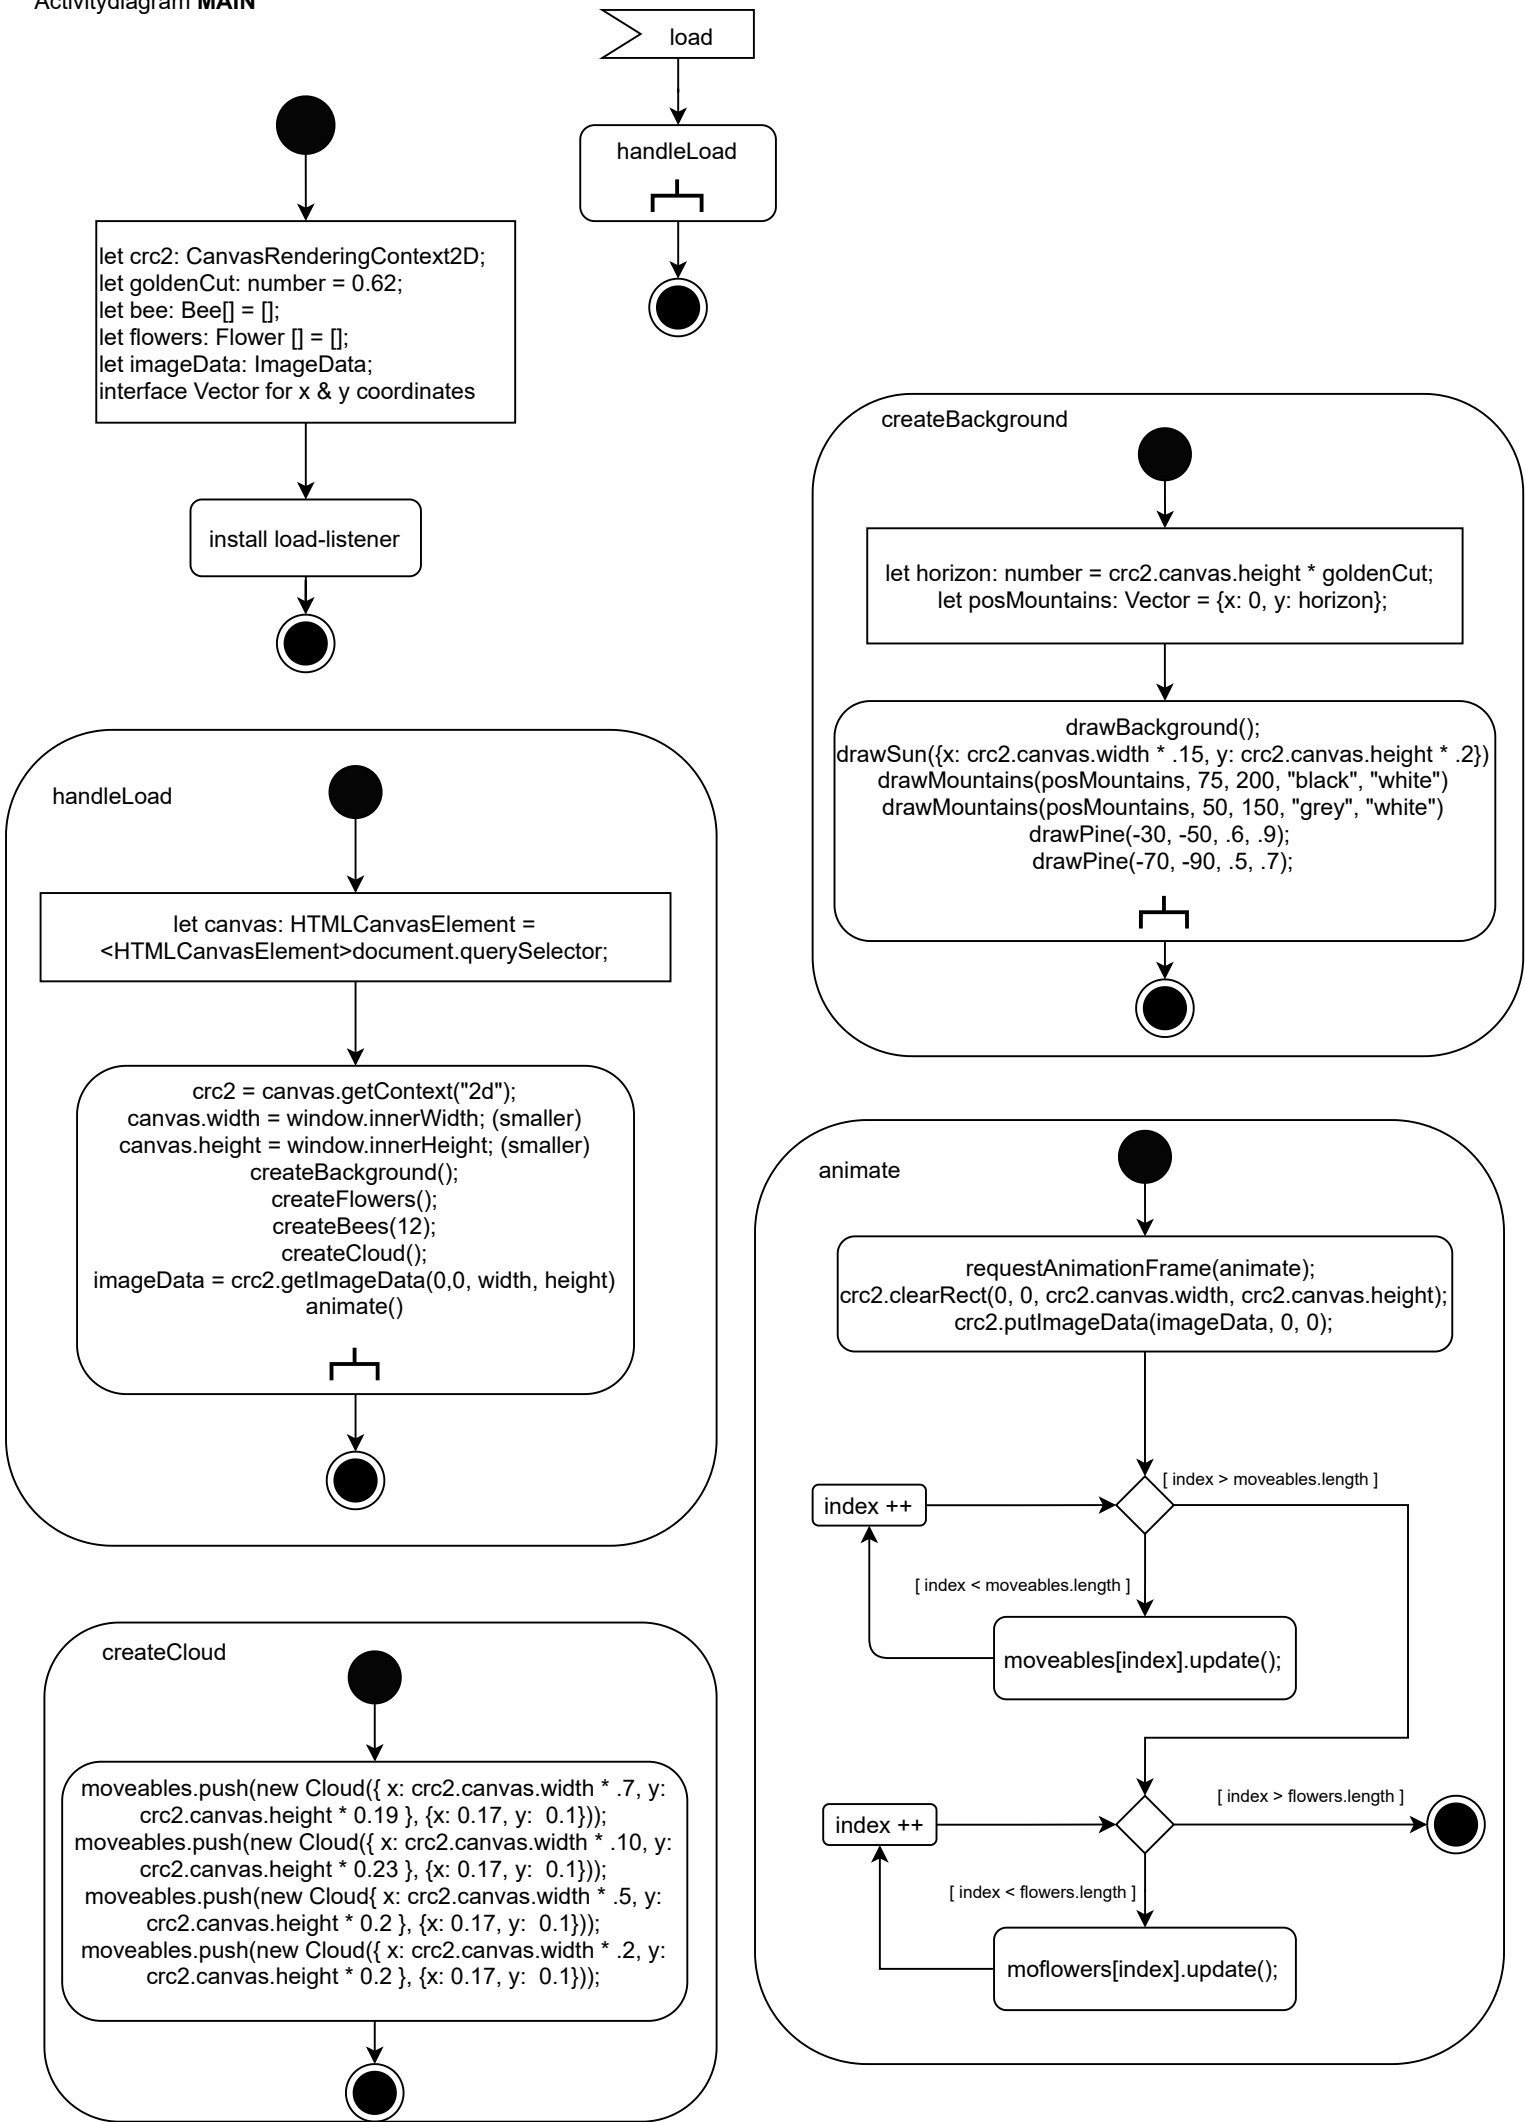 Activitydiagram MAIN
load
handleLoad
let crc2: CanvasRenderingContext2D;
let goldenCut: number = 0.62;
let bee: Bee[] = [];
let flowers: Flower [] = [];
let imageData: ImageData;
interface Vector for x & y coordinates
install load-listener
createBackground
let horizon: number = crc2.canvas.height * goldenCut;
let posMountains: Vector = {x: 0, y: horizon};
drawBackground();
drawSun({x: crc2.canvas.width * .15, y: crc2.canvas.height * .2})
drawMountains(posMountains, 75, 200, "black", "white")
drawMountains(posMountains, 50, 150, "grey", "white")
drawPine(-30, -50, .6, .9);
drawPine(-70, -90, .5, .7);
handleLoad
let canvas: HTMLCanvasElement =
<HTMLCanvasElement>document.querySelector;
crc2 = canvas.getContext("2d");
canvas.width = window.innerWidth; (smaller)
canvas.height = window.innerHeight; (smaller)
createBackground();
createFlowers();
createBees(12);
createCloud();
imageData = crc2.getImageData(0,0, width, height)
animate()
animate
requestAnimationFrame(animate);
crc2.clearRect(0, 0, crc2.canvas.width, crc2.canvas.height);
crc2.putImageData(imageData, 0, 0);
[ index > moveables.length ]
index ++
[ index < moveables.length ]
moveables[index].update();
[ index > flowers.length ]
index ++
[ index < flowers.length ]
moflowers[index].update();
createCloud
moveables.push(new Cloud({ x: crc2.canvas.width * .7, y:
crc2.canvas.height * 0.19 }, {x: 0.17, y:  0.1}));
moveables.push(new Cloud({ x: crc2.canvas.width * .10, y:
crc2.canvas.height * 0.23 }, {x: 0.17, y:  0.1}));
moveables.push(new Cloud{ x: crc2.canvas.width * .5, y:
crc2.canvas.height * 0.2 }, {x: 0.17, y:  0.1}));
moveables.push(new Cloud({ x: crc2.canvas.width * .2, y:
crc2.canvas.height * 0.2 }, {x: 0.17, y:  0.1}));